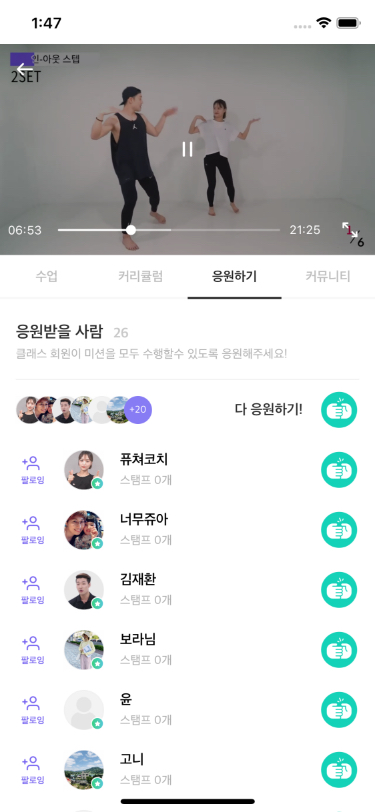 1:47
인-아웃 스텝
2SET
06:53
21:25
/6
수업
커리큘럼
응원하기
커뮤니티
응원받을 사람 26
클래스 회원이 미션을 모두 수행할수 있도록 응원해주세요!
+20
다 응원하기!
팔로잉
퓨쳐코치
스탬프 0개
팔로잉
너무쥬아
스탬프 0개
팔로잉
김재환
스탬프 0개
팔로잉
보라님
스탬프 0개
팔로잉
윤
스탬프 0개
팔로잉
고니
스탬프 0개